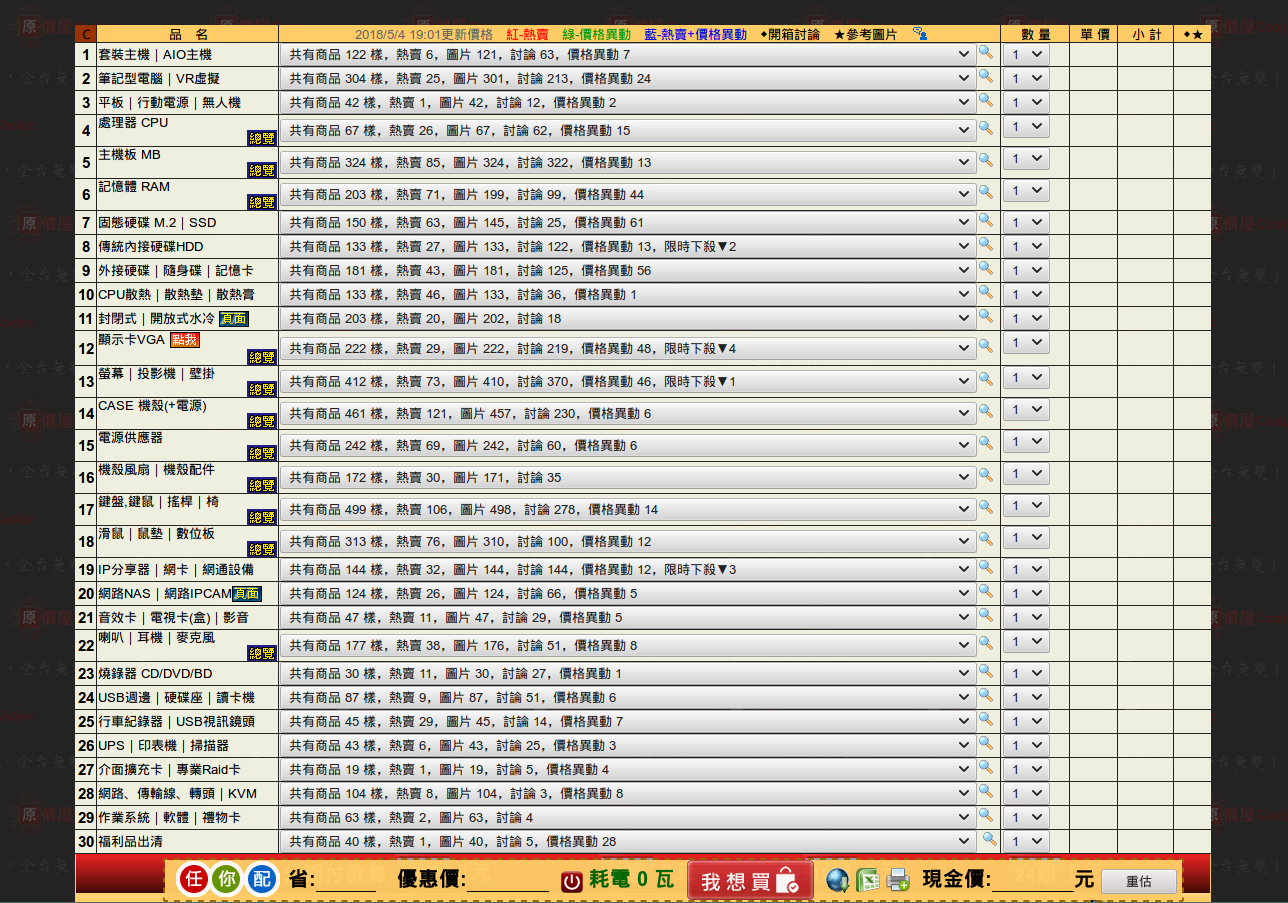 C 品 名 2018/5/4 19:01更新價格 紅-熱賣 綠-價格異動 藍-熱賣+價格異動 ◆開箱討論 ★參考圖片 數 量 單 價 小 計 ◆★
1 套裝主機｜AIO主機 共有商品 122 樣，熱賣 6，圖片 121，討論 63，價格異動 7 1
2 筆記型電腦｜VR虛擬 共有商品 304 樣，熱賣 25，圖片 301，討論 213，價格異動 24 1
3 平板｜行動電源｜無人機 共有商品 42 樣，熱賣 1，圖片 42，討論 12，價格異動 2 1
4 處理器 CPU 總覽 共有商品 67 樣，熱賣 26，圖片 67，討論 62，價格異動 15 1
5 主機板 MB 總覽 共有商品 324 樣，熱賣 85，圖片 324，討論 322，價格異動 13 1
6 記憶體 RAM 總覽 共有商品 203 樣，熱賣 71，圖片 199，討論 99，價格異動 44 1
7 固態硬碟 M.2｜SSD 共有商品 150 樣，熱賣 63，圖片 145，討論 25，價格異動 61 1
8 傳統內接硬碟HDD 共有商品 133 樣，熱賣 27，圖片 133，討論 122，價格異動 13，限時下殺▼2 1
9 外接硬碟｜隨身碟｜記憶卡 共有商品 181 樣，熱賣 43，圖片 181，討論 125，價格異動 56 1
10 CPU散熱｜散熱墊｜散熱膏 共有商品 133 樣，熱賣 46，圖片 133，討論 36，價格異動 1 1
11 封閉式｜開放式水冷 頁面 共有商品 203 樣，熱賣 20，圖片 202，討論 18 1
12 顯示卡VGA 點我 總覽 共有商品 222 樣，熱賣 29，圖片 222，討論 219，價格異動 48，限時下殺▼4 1
13 螢幕｜投影機｜壁掛 總覽 共有商品 412 樣，熱賣 73，圖片 410，討論 370，價格異動 46，限時下殺▼1 1
14 CASE 機殼(+電源) 總覽 共有商品 461 樣，熱賣 121，圖片 457，討論 230，價格異動 6 1
15 電源供應器 總覽 共有商品 242 樣，熱賣 69，圖片 242，討論 60，價格異動 6 1
16 機殼風扇｜機殼配件 總覽 共有商品 172 樣，熱賣 30，圖片 171，討論 35 1
17 鍵盤,鍵鼠｜搖桿｜椅 總覽 共有商品 499 樣，熱賣 106，圖片 498，討論 278，價格異動 14 1
18 滑鼠｜鼠墊｜數位板 總覽 共有商品 313 樣，熱賣 76，圖片 310，討論 100，價格異動 12 1
19 IP分享器｜網卡｜網通設備 共有商品 144 樣，熱賣 32，圖片 144，討論 144，價格異動 12，限時下殺▼3 1
20 網路NAS｜網路IPCAM頁面 共有商品 124 樣，熱賣 26，圖片 124，討論 66，價格異動 5 1
21 音效卡｜電視卡(盒)｜影音 共有商品 47 樣，熱賣 11，圖片 47，討論 29，價格異動 5 1
22 喇叭｜耳機｜麥克風 總覽 共有商品 177 樣，熱賣 38，圖片 176，討論 51，價格異動 8 1
23 燒錄器 CD/DVD/BD 共有商品 30 樣，熱賣 11，圖片 30，討論 27，價格異動 1 1
24 USB週邊｜硬碟座｜讀卡機 共有商品 87 樣，熱賣 9，圖片 87，討論 51，價格異動 6 1
25 行車紀錄器｜USB視訊鏡頭 共有商品 45 樣，熱賣 29，圖片 45，討論 14，價格異動 7 1
26 UPS｜印表機｜掃描器 共有商品 43 樣，熱賣 6，圖片 43，討論 25，價格異動 3 1
27 介面擴充卡｜專業Raid卡 共有商品 19 樣，熱賣 1，圖片 19，討論 5，價格異動 4 1
28 網路、傳輸線、轉頭｜KVM 共有商品 104 樣，熱賣 8，圖片 104，討論 3，價格異動 8 1
29 作業系統｜軟體｜禮物卡 共有商品 63 樣，熱賣 2，圖片 63，討論 4 1
30 福利品出清 共有商品 40 樣，熱賣 1，圖片 40，討論 5，價格異動 28 1
任 你 配 省: 優惠價: 耗電 0 瓦 我想買 現金價: 元 重估